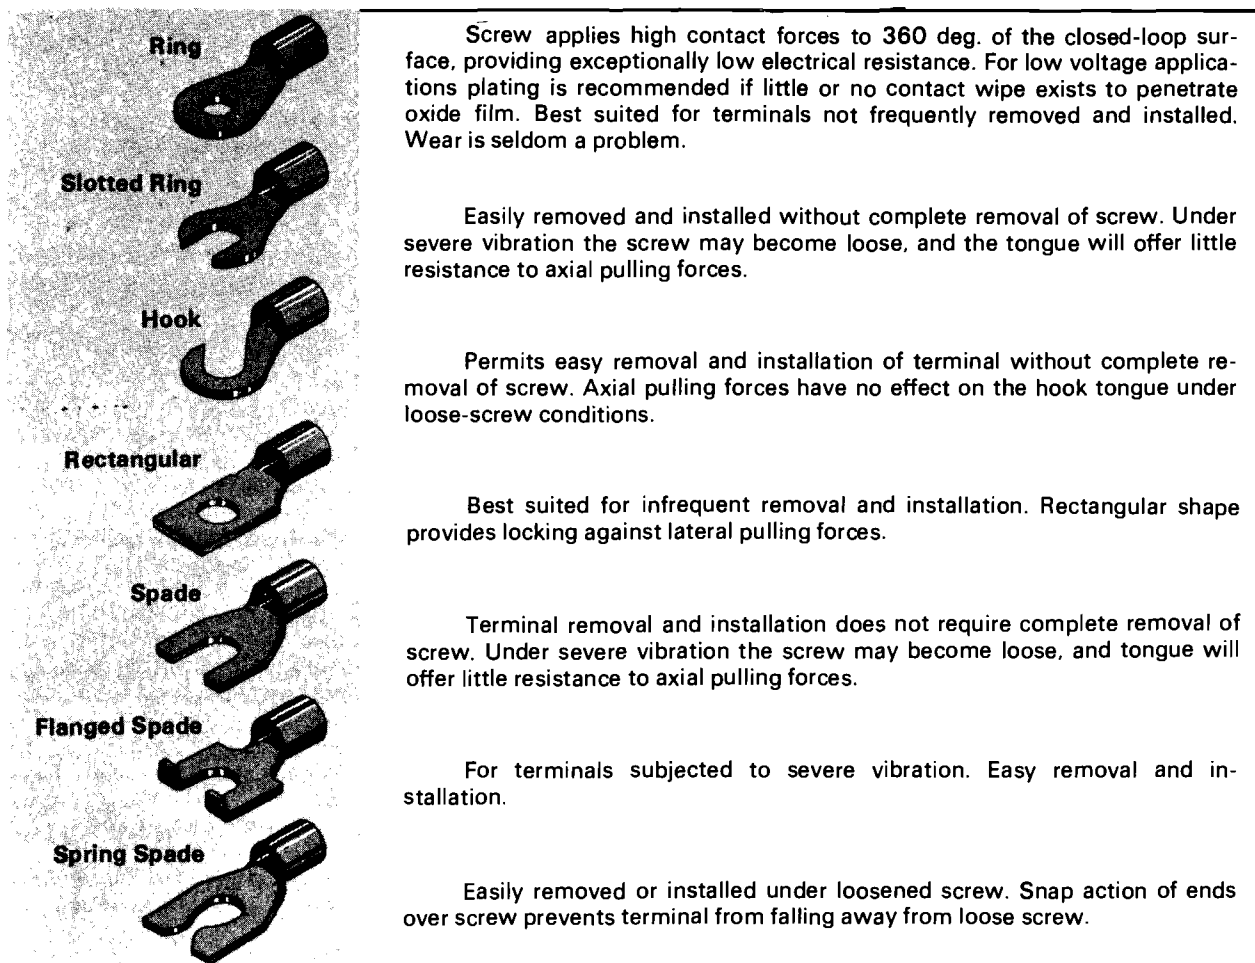 Ring
Screw applies high contact forces to 360 deg. of the closed-loop sur-
face, providing exceptionally low electrical resistance. For low voltage applica-
tions plating is recommended if little or no contact wipe exists to penetrate
oxide film. Best suited for terminals not frequently removed and installed.
Wear is seldom a problem.
Slotted Ring
Easily removed and installed without complete removal of screw. Under
severe vibration the screw may become loose, and the tongue will offer little
resistance to axial pulling forces.
Hook
Permits easy removal and installation of terminal without complete re-
moval of screw. Axial pulling forces have no effect on the hook tongue under
loose-screw conditions.
Rectangular
Best suited for infrequent removal and installation. Rectangular shape
provides locking against lateral pulling forces.
Spade
Terminal removal and installation does not require complete removal of
screw. Under severe vibration the screw may become loose, and tongue will
offer little resistance to axial pulling forces.
Flanged Spade
For terminals subjected to severe vibration. Easy removal and in-
stallation.
Spring Spade
Easily removed or installed under loosened screw. Snap action of ends
over screw prevents terminal from falling away from loose screw.